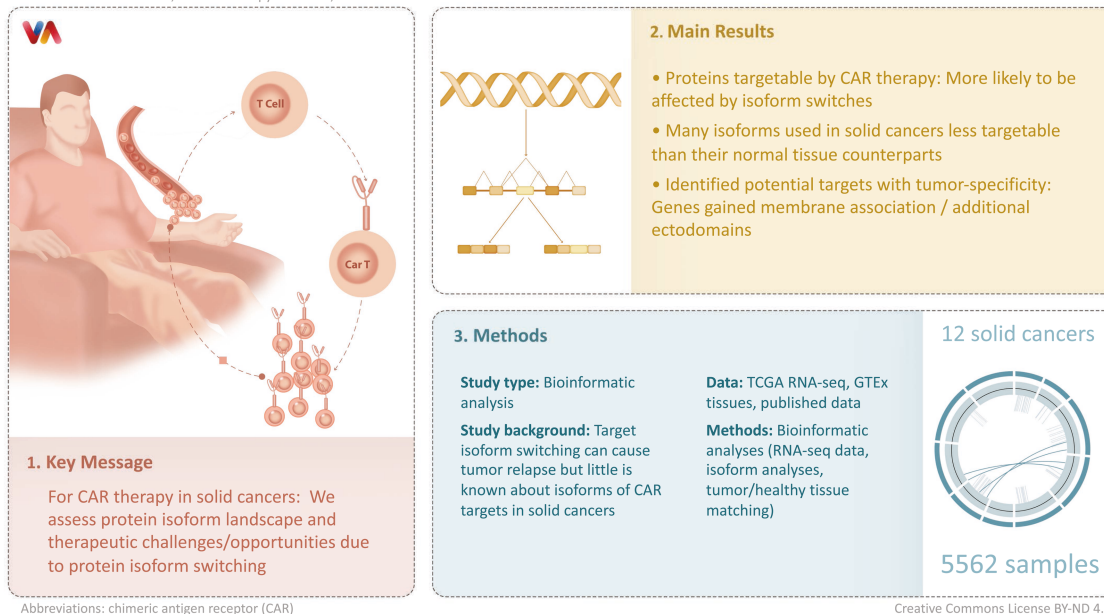 VA
T Cell
Car T
1. Key Message
For CAR therapy in solid cancers:  We
assess protein isoform landscape and
therapeutic challenges/opportunities due
to protein isoform switching
2. Main Results
• Proteins targetable by CAR therapy: More likely to be
affected by isoform switches
• Many isoforms used in solid cancers less targetable
than their normal tissue counterparts
• Identified potential targets with tumor-specificity:
Genes gained membrane association / additional
ectodomains
3. Methods
Study type: Bioinformatic
analysis
Study background: Target
isoform switching can cause
tumor relapse but little is
known about isoforms of CAR
targets in solid cancers
Data: TCGA RNA-seq, GTEx
tissues, published data
Methods: Bioinformatic
analyses (RNA-seq data,
isoform analyses,
tumor/healthy tissue
matching)
12 solid cancers
5562 samples
Abbreviations: chimeric antigen receptor (CAR)
Creative Commons License BY-ND 4.